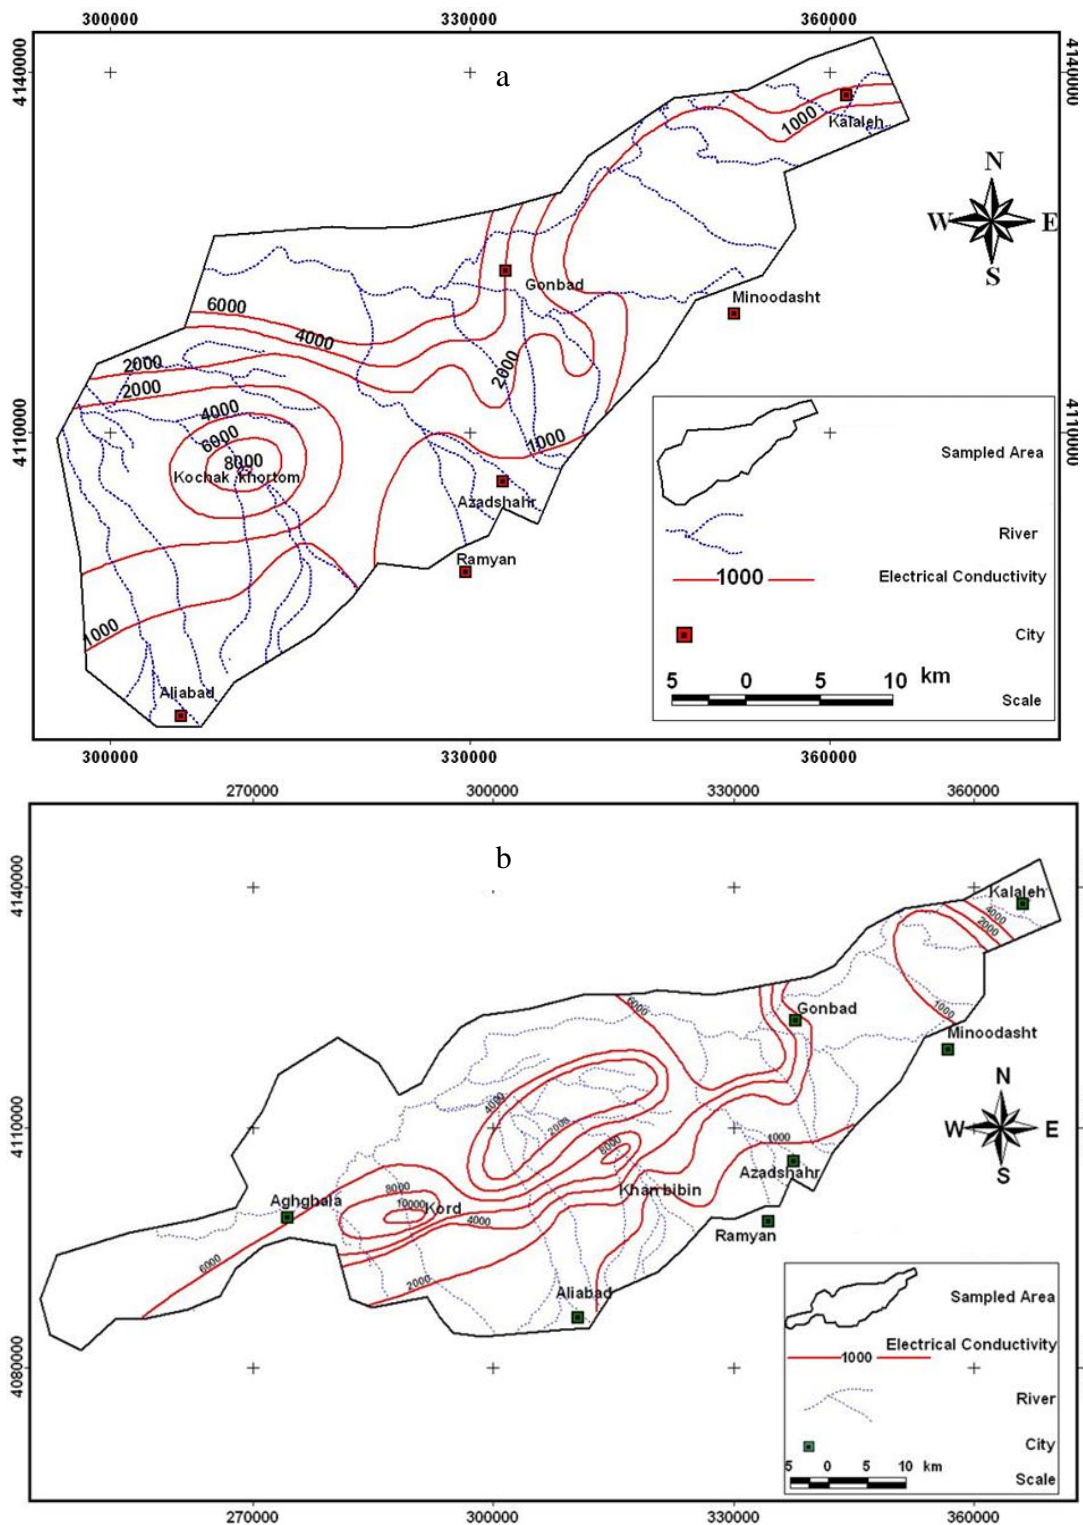 300000 330000 360000
a
4140000 4140000
Kalaleh
1000
N
W E
S
Gonbad
Minoodasht
6000
4000
2000
2000
2000
4000
6000
8000
Kochak khortom
4110000 4110000
1000
Azadshahr
Ramyan
1000
Aliabad
Sampled Area
River
1000 Electrical Conductivity
City
5 0 5 10 km
Scale
300000 330000 360000
270000 300000 330000 360000
b
4140000
Kalaleh
4000
2000
1000
6000
Gonbad
Minoodasht
N
W E
S
4000
2000
8000
4110000
1000
Azadshahr
Khanbibin
Ramyan
8000
10000
Kord
4000
Aghghala
6000
2000
Aliabad
4080000
Sampled Area
Electrical Conductivity
1000
River
City
5 0 5 10 km
Scale
270000 300000 330000 360000